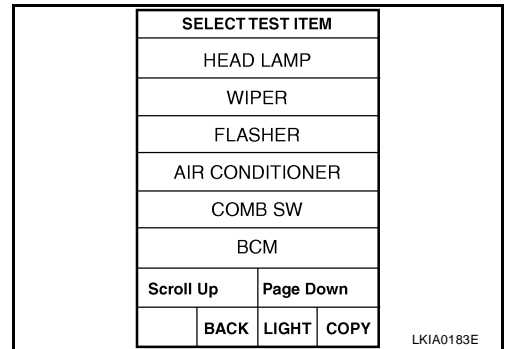 SELECT TEST ITEM
HEAD LAMP
WIPER
FLASHER
AIR CONDITIONER
COMB SW
BCM
Scroll Up Page Down
BACK LIGHT COPY
LKIA0183E